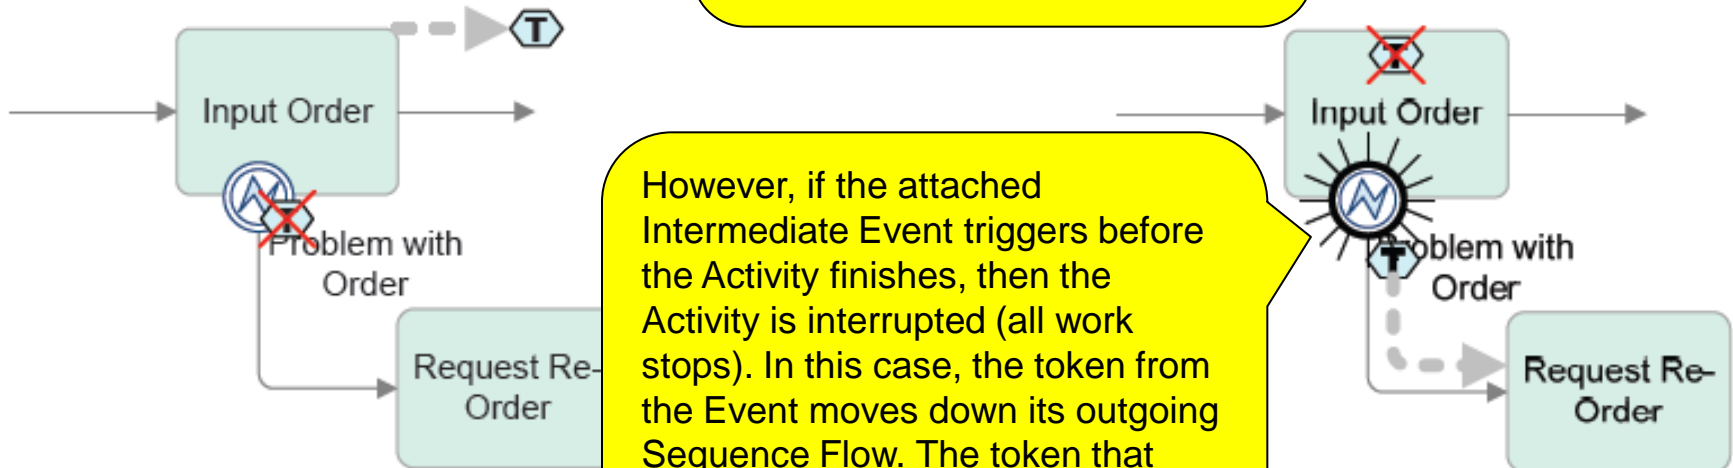 T
Input Order
T
Problem with
Order
Request Re-
Order
However, if the attached
Intermediate Event triggers before
the Activity finishes, then the
Activity is interrupted (all work
stops). In this case, the token from
the Event moves down its outgoing
Sequence Flow. The token that
T
Input Order
T
Problem with
Order
Request Re-
Order